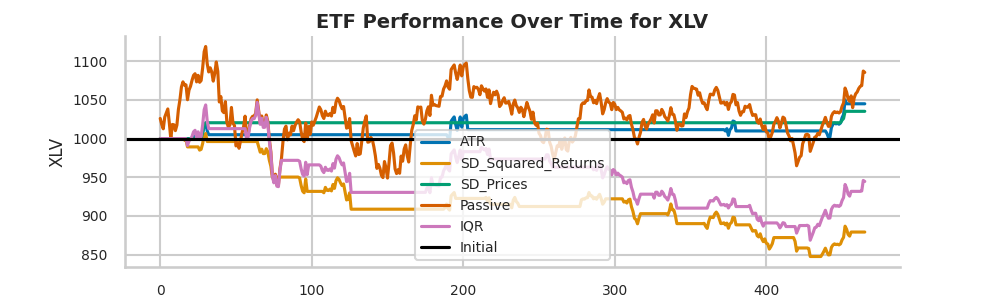 ETF Performance Over Time for XLV
XLV
1100
1050
1000
950
900
850
ATR
SD_Squared_Returns
SD_Prices
Passive
IQR
Initial
0 100 200 300 400